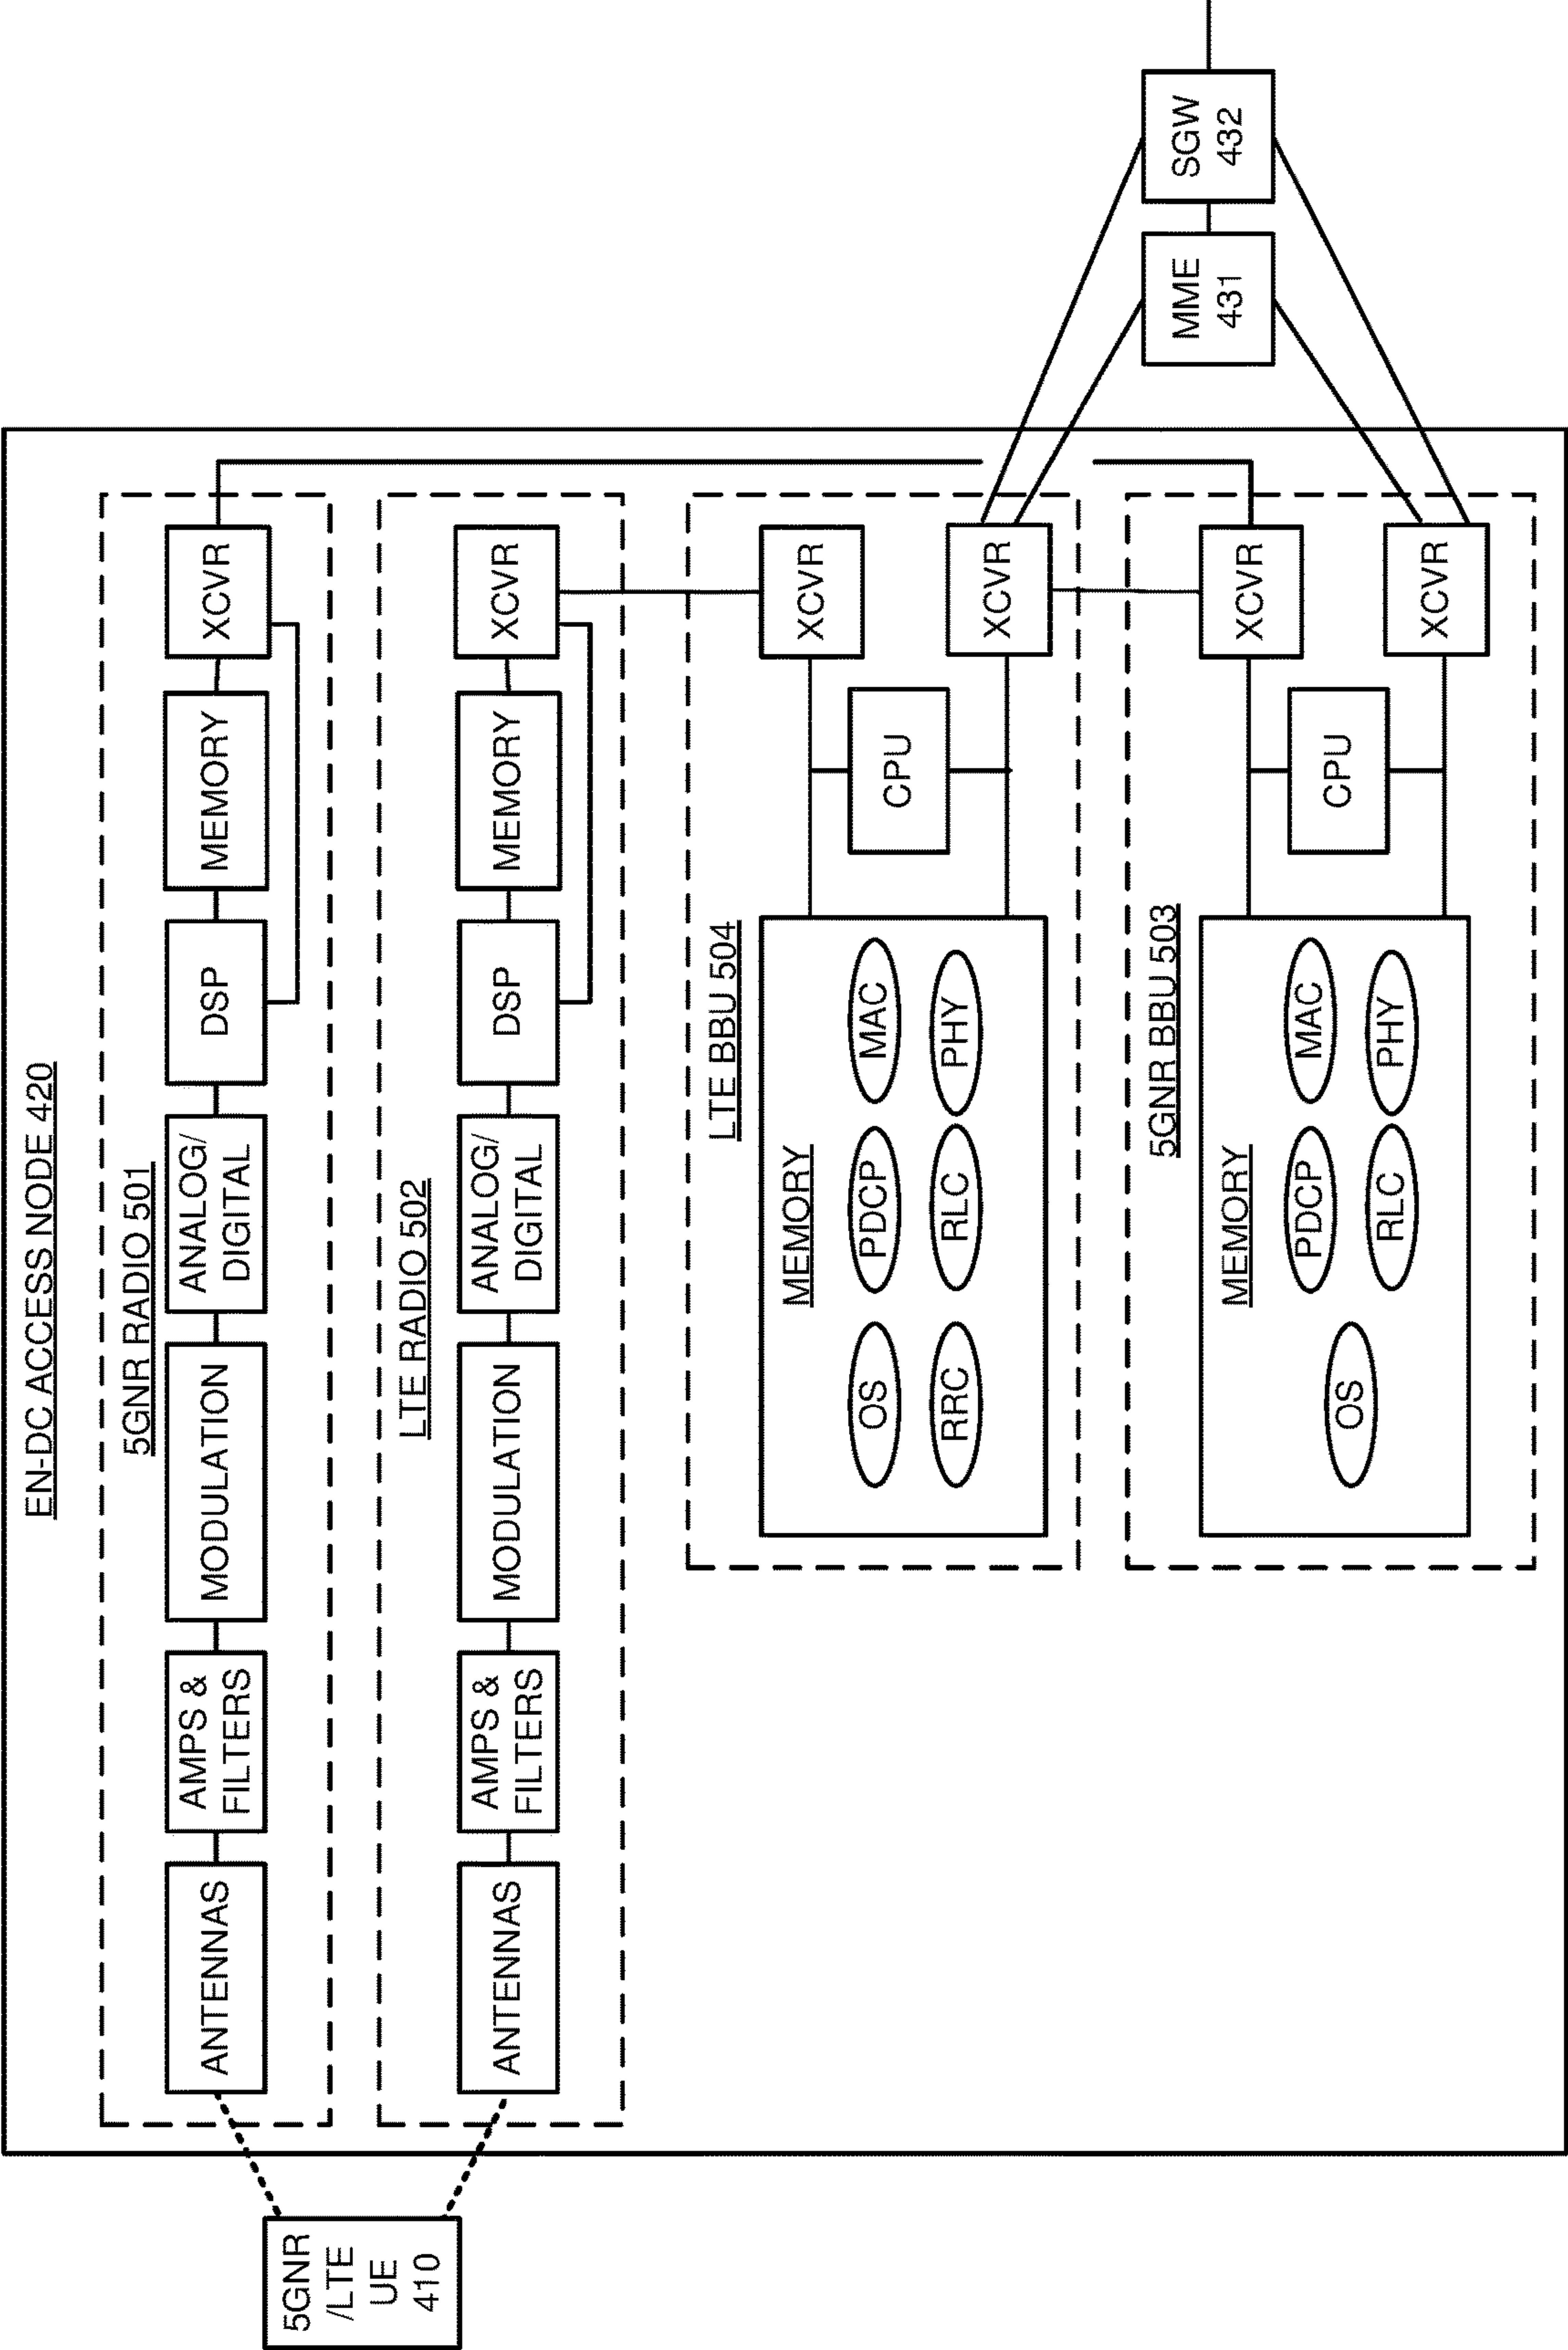 EN-DC ACCESS NODE 420
5GNR RADIO 501
ANTENNAS
AMPS &
FILTERS
MODULATION
ANALOG/
DIGITAL
DSP
MEMORY
XCVR
5GNR
/LTE
UE
410
LTE RADIO 502
ANTENNAS
AMPS &
FILTERS
MODULATION
ANALOG/
DIGITAL
DSP
MEMORY
XCVR
LTE BBU 504
MEMORY
OS
PDCP
MAC
RRC
RLC
PHY
CPU
XCVR
XCVR
5GNR BBU 503
MEMORY
OS
PDCP
MAC
RLC
PHY
CPU
XCVR
XCVR
MME
431
SGW
432